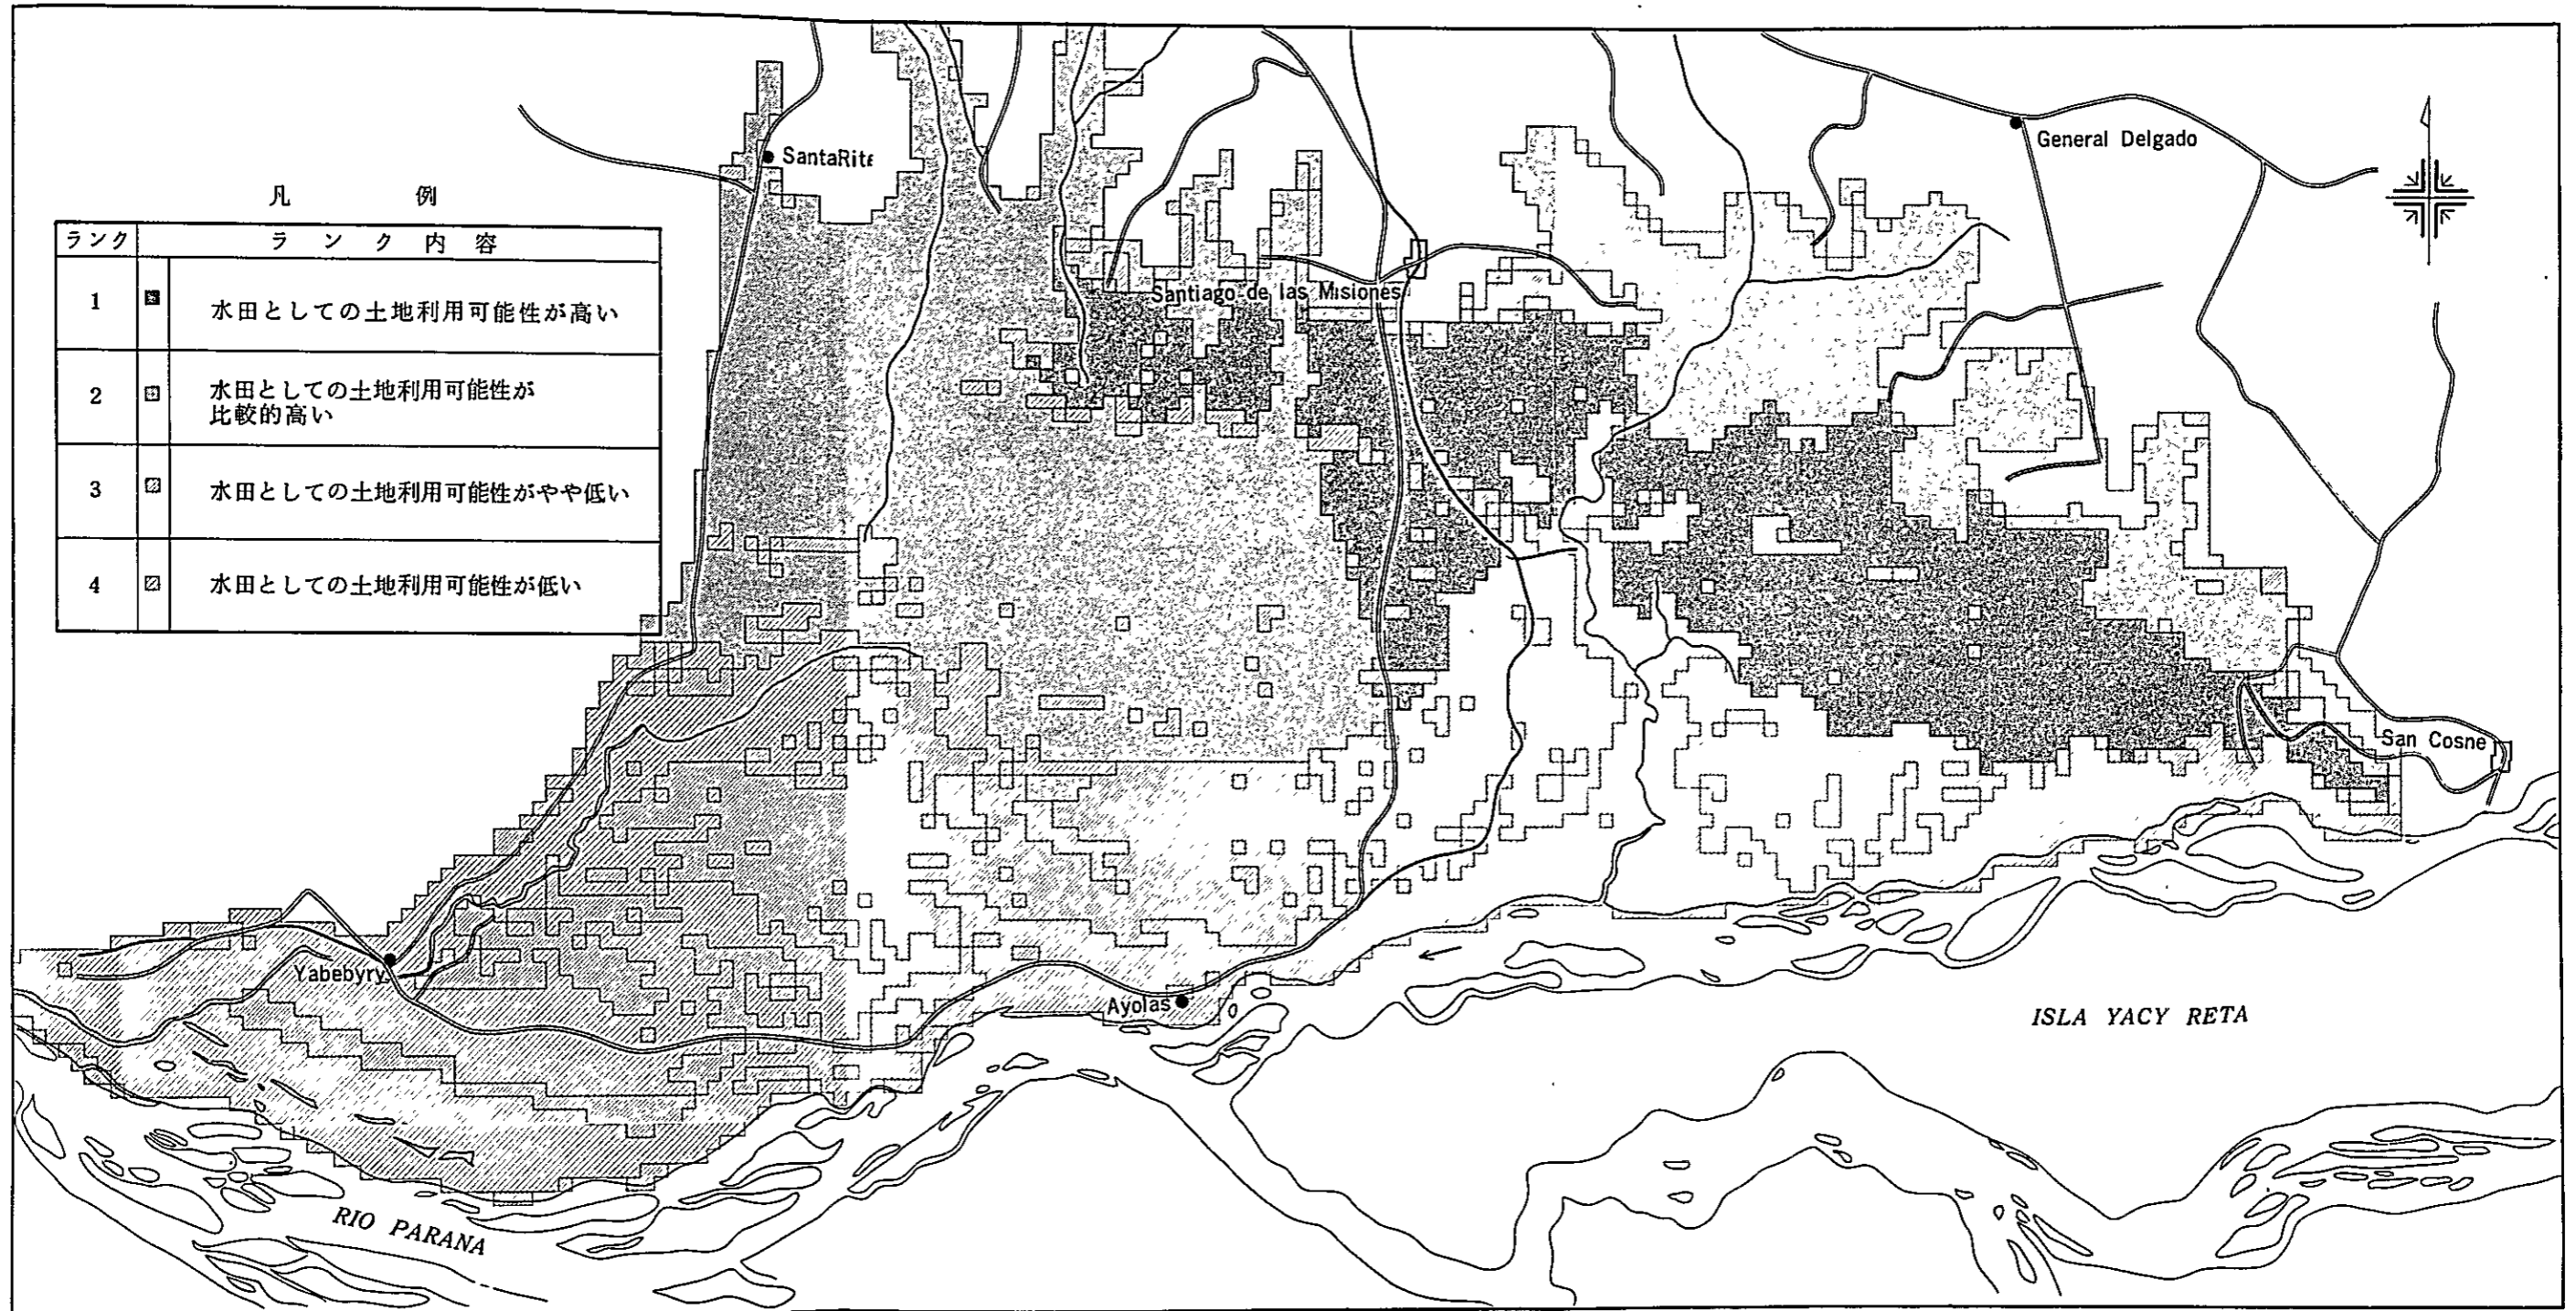 凡例
ランク ランク内容
1 水田としての土地利用可能性が高い
2 水田としての土地利用可能性が
比較的高い
3 水田としての土地利用可能性がやや低い
4 水田としての土地利用可能性が低い
SantaRita
General Delgado
Santiago de las Misiones
San Cosne
Yabebyry
Ayolas
ISLA YACY RETA
RIO PARANA